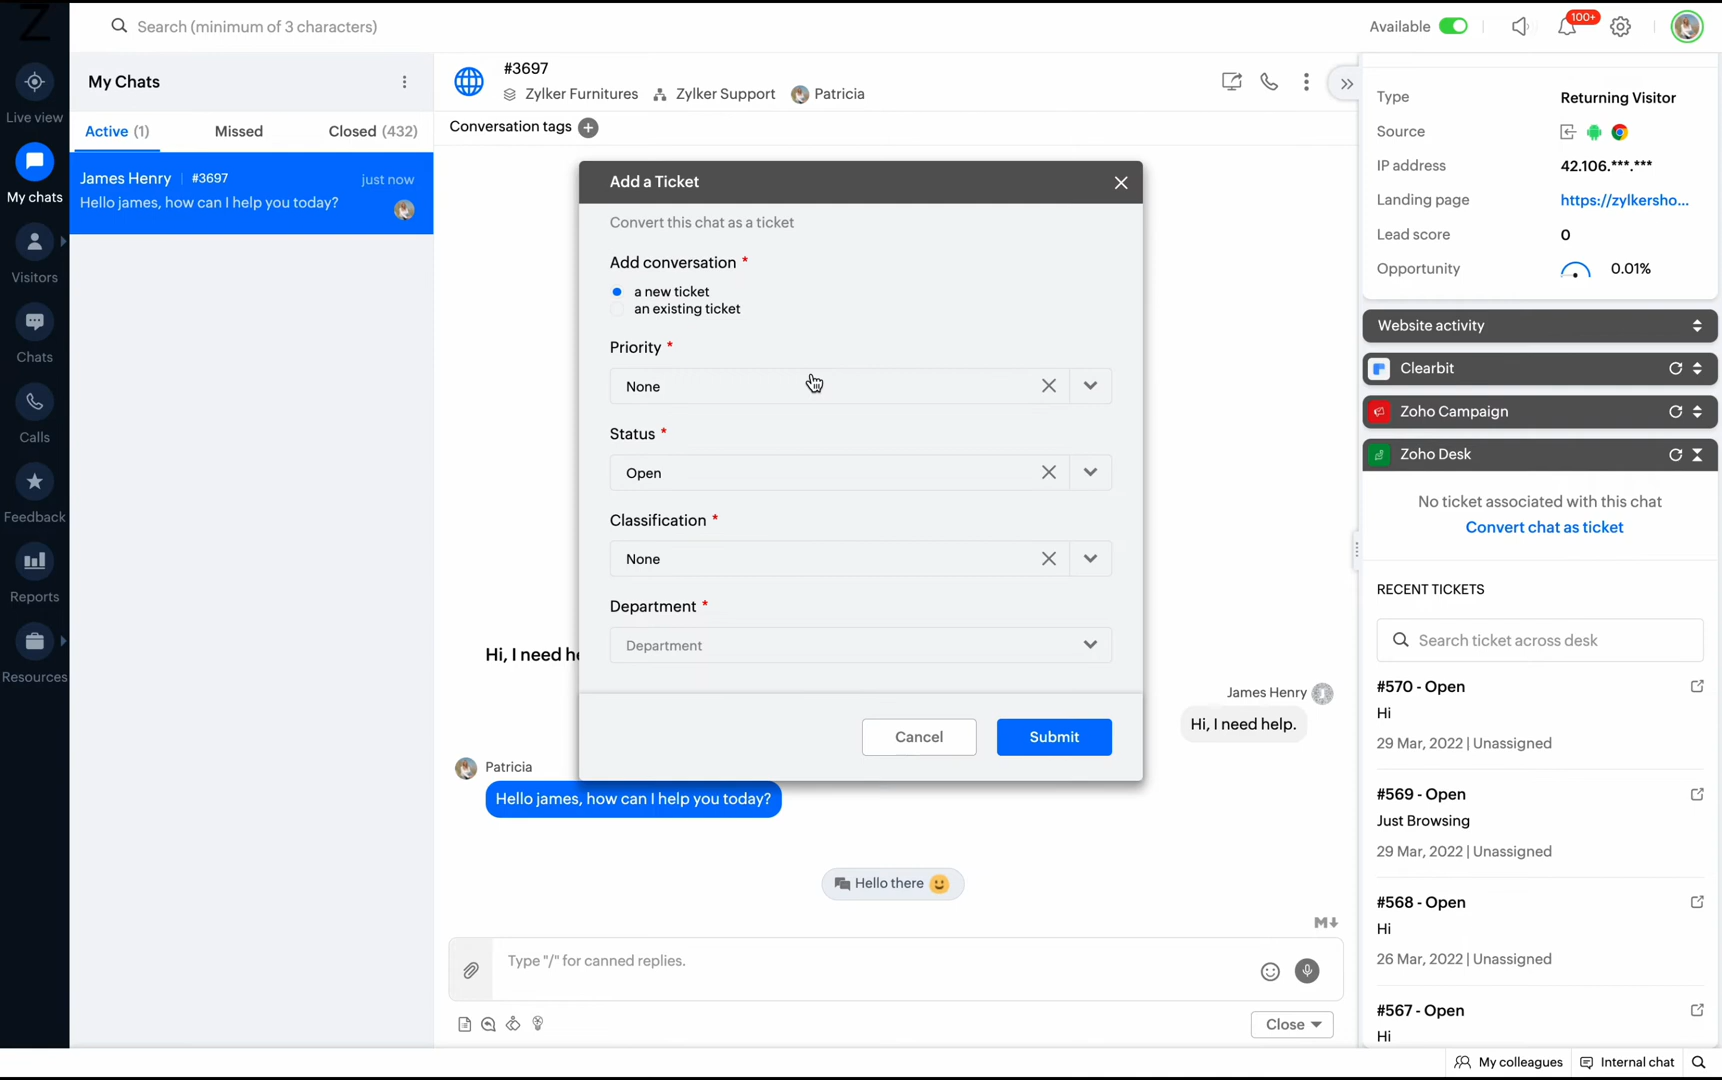 Z
Search (minimum of 3 characters)
Available
100+
Live view
My chats
Visitors
Chats
Calls
Feedback
Reports
Resources
My Chats
Active (1)
Missed
Closed (432)
James Henry #3697
just now
Hello james, how can I help you today?
#3697
Zylker Furnitures
Zylker Support
Patricia
Conversation tags
Add a Ticket
Convert this chat as a ticket
Add conversation *
a new ticket
an existing ticket
Priority *
None
Status *
Open
Classification *
None
Department *
Department
Cancel
Submit
Hi, I need he
James Henry
Hi, I need help.
Patricia
Hello james, how can I help you today?
Hello there
M
Type "/" for canned replies.
Close
Type
Returning Visitor
Source
IP address
42.106.***.***
Landing page
https://zylkersho...
Lead score
0
Opportunity
0.01%
Website activity
Clearbit
Zoho Campaign
Zoho Desk
No ticket associated with this chat
Convert chat as ticket
RECENT TICKETS
Search ticket across desk
#570 - Open
Hi
29 Mar, 2022 | Unassigned
#569 - Open
Just Browsing
29 Mar, 2022 | Unassigned
#568 - Open
Hi
26 Mar, 2022 | Unassigned
#567 - Open
Hi
My colleagues
Internal chat